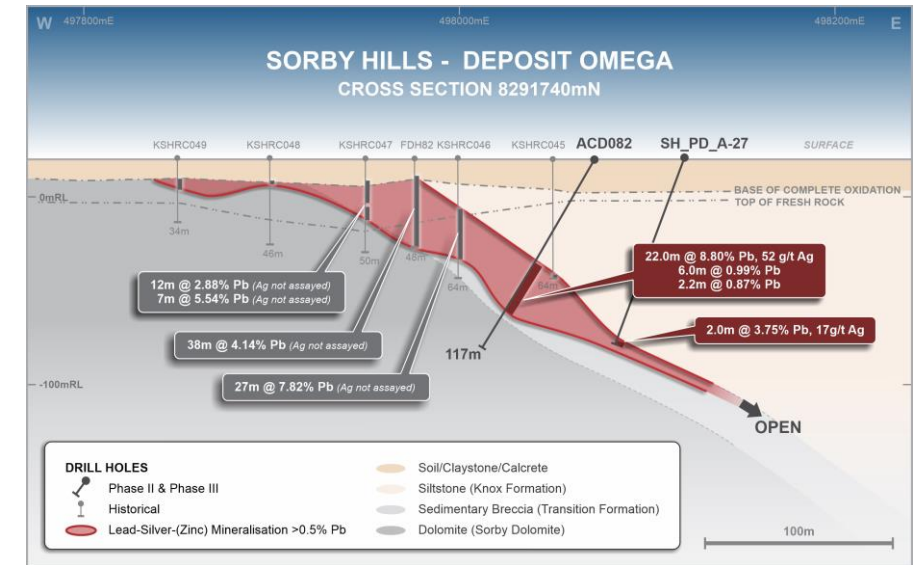 W 497800mE 498000mE 498200mE E
SORBY HILLS - DEPOSIT OMEGA
CROSS SECTION 8291740mN
KSHRC049 KSHRC048 KSHRC047 FDH82 KSHRC046 KSHRC045 ACD082 SH_PD_A-27 SURFACE
BASE OF COMPLETE OXIDATION
0mRL
TOP OF FRESH ROCK
34m
46m
50m
48m
64m
64m
22.0m @ 8.80% Pb, 52 g/t Ag
6.0m @ 0.99% Pb
2.2m @ 0.87% Pb
12m @ 2.88% Pb (Ag not assayed)
7m @ 5.54% Pb (Ag not assayed)
2.0m @ 3.75% Pb, 17g/t Ag
38m @ 4.14% Pb (Ag not assayed)
117m
27m @ 7.82% Pb (Ag not assayed)
-100mRL
OPEN
DRILL HOLES
Phase II & Phase III
Historical
Lead-Silver-(Zinc) Mineralisation >0.5% Pb
Soil/Claystone/Calcrete
Siltstone (Knox Formation)
Sedimentary Breccia (Transition Formation)
Dolomite (Sorby Dolomite)
100m